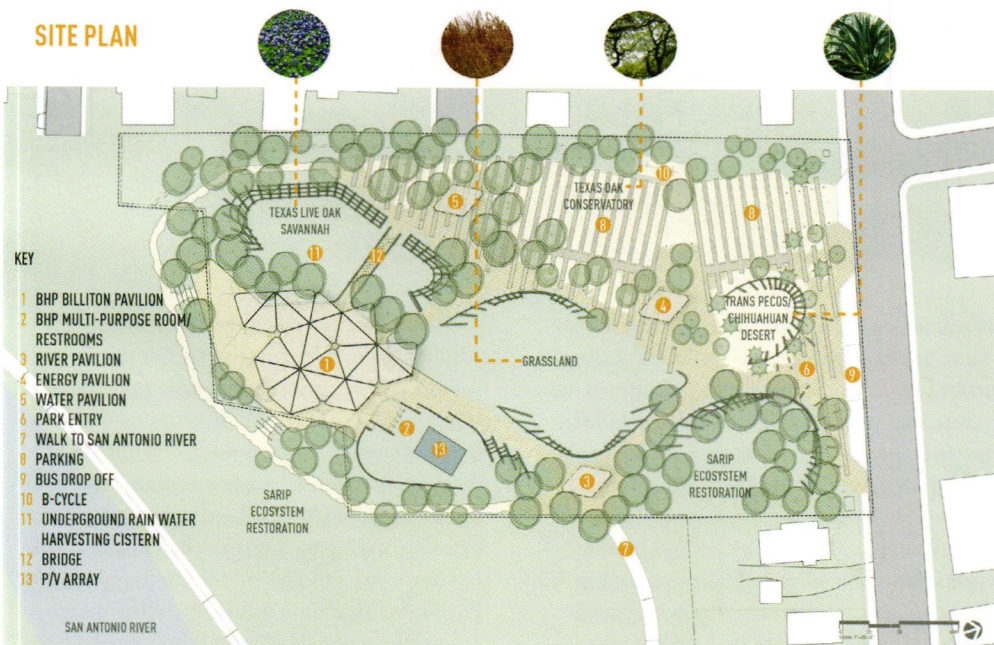 SITE PLAN
TEXAS LIVE OAK
SAVANNAH
TEXAS OAK
CONSERVATORY
TRANS PECOS/
CHIHUAHUAN
DESERT
GRASSLAND
SARIP
ECOSYSTEM
RESTORATION
SARIP
ECOSYSTEM
RESTORATION
5
10
8
8
11
12
4
1
6
9
2
13
3
7
KEY
1 BHP BILLITON PAVILION
2 BHP MULTI-PURPOSE ROOM/
RESTROOMS
3 RIVER PAVILION
4 ENERGY PAVILION
5 WATER PAVILION
6 PARK ENTRY
7 WALK TO SAN ANTONIO RIVER
8 PARKING
9 BUS DROP OFF
10 B-CYCLE
11 UNDERGROUND RAIN WATER
HARVESTING CISTERN
12 BRIDGE
13 P/V ARRAY
SAN ANTONIO RIVER